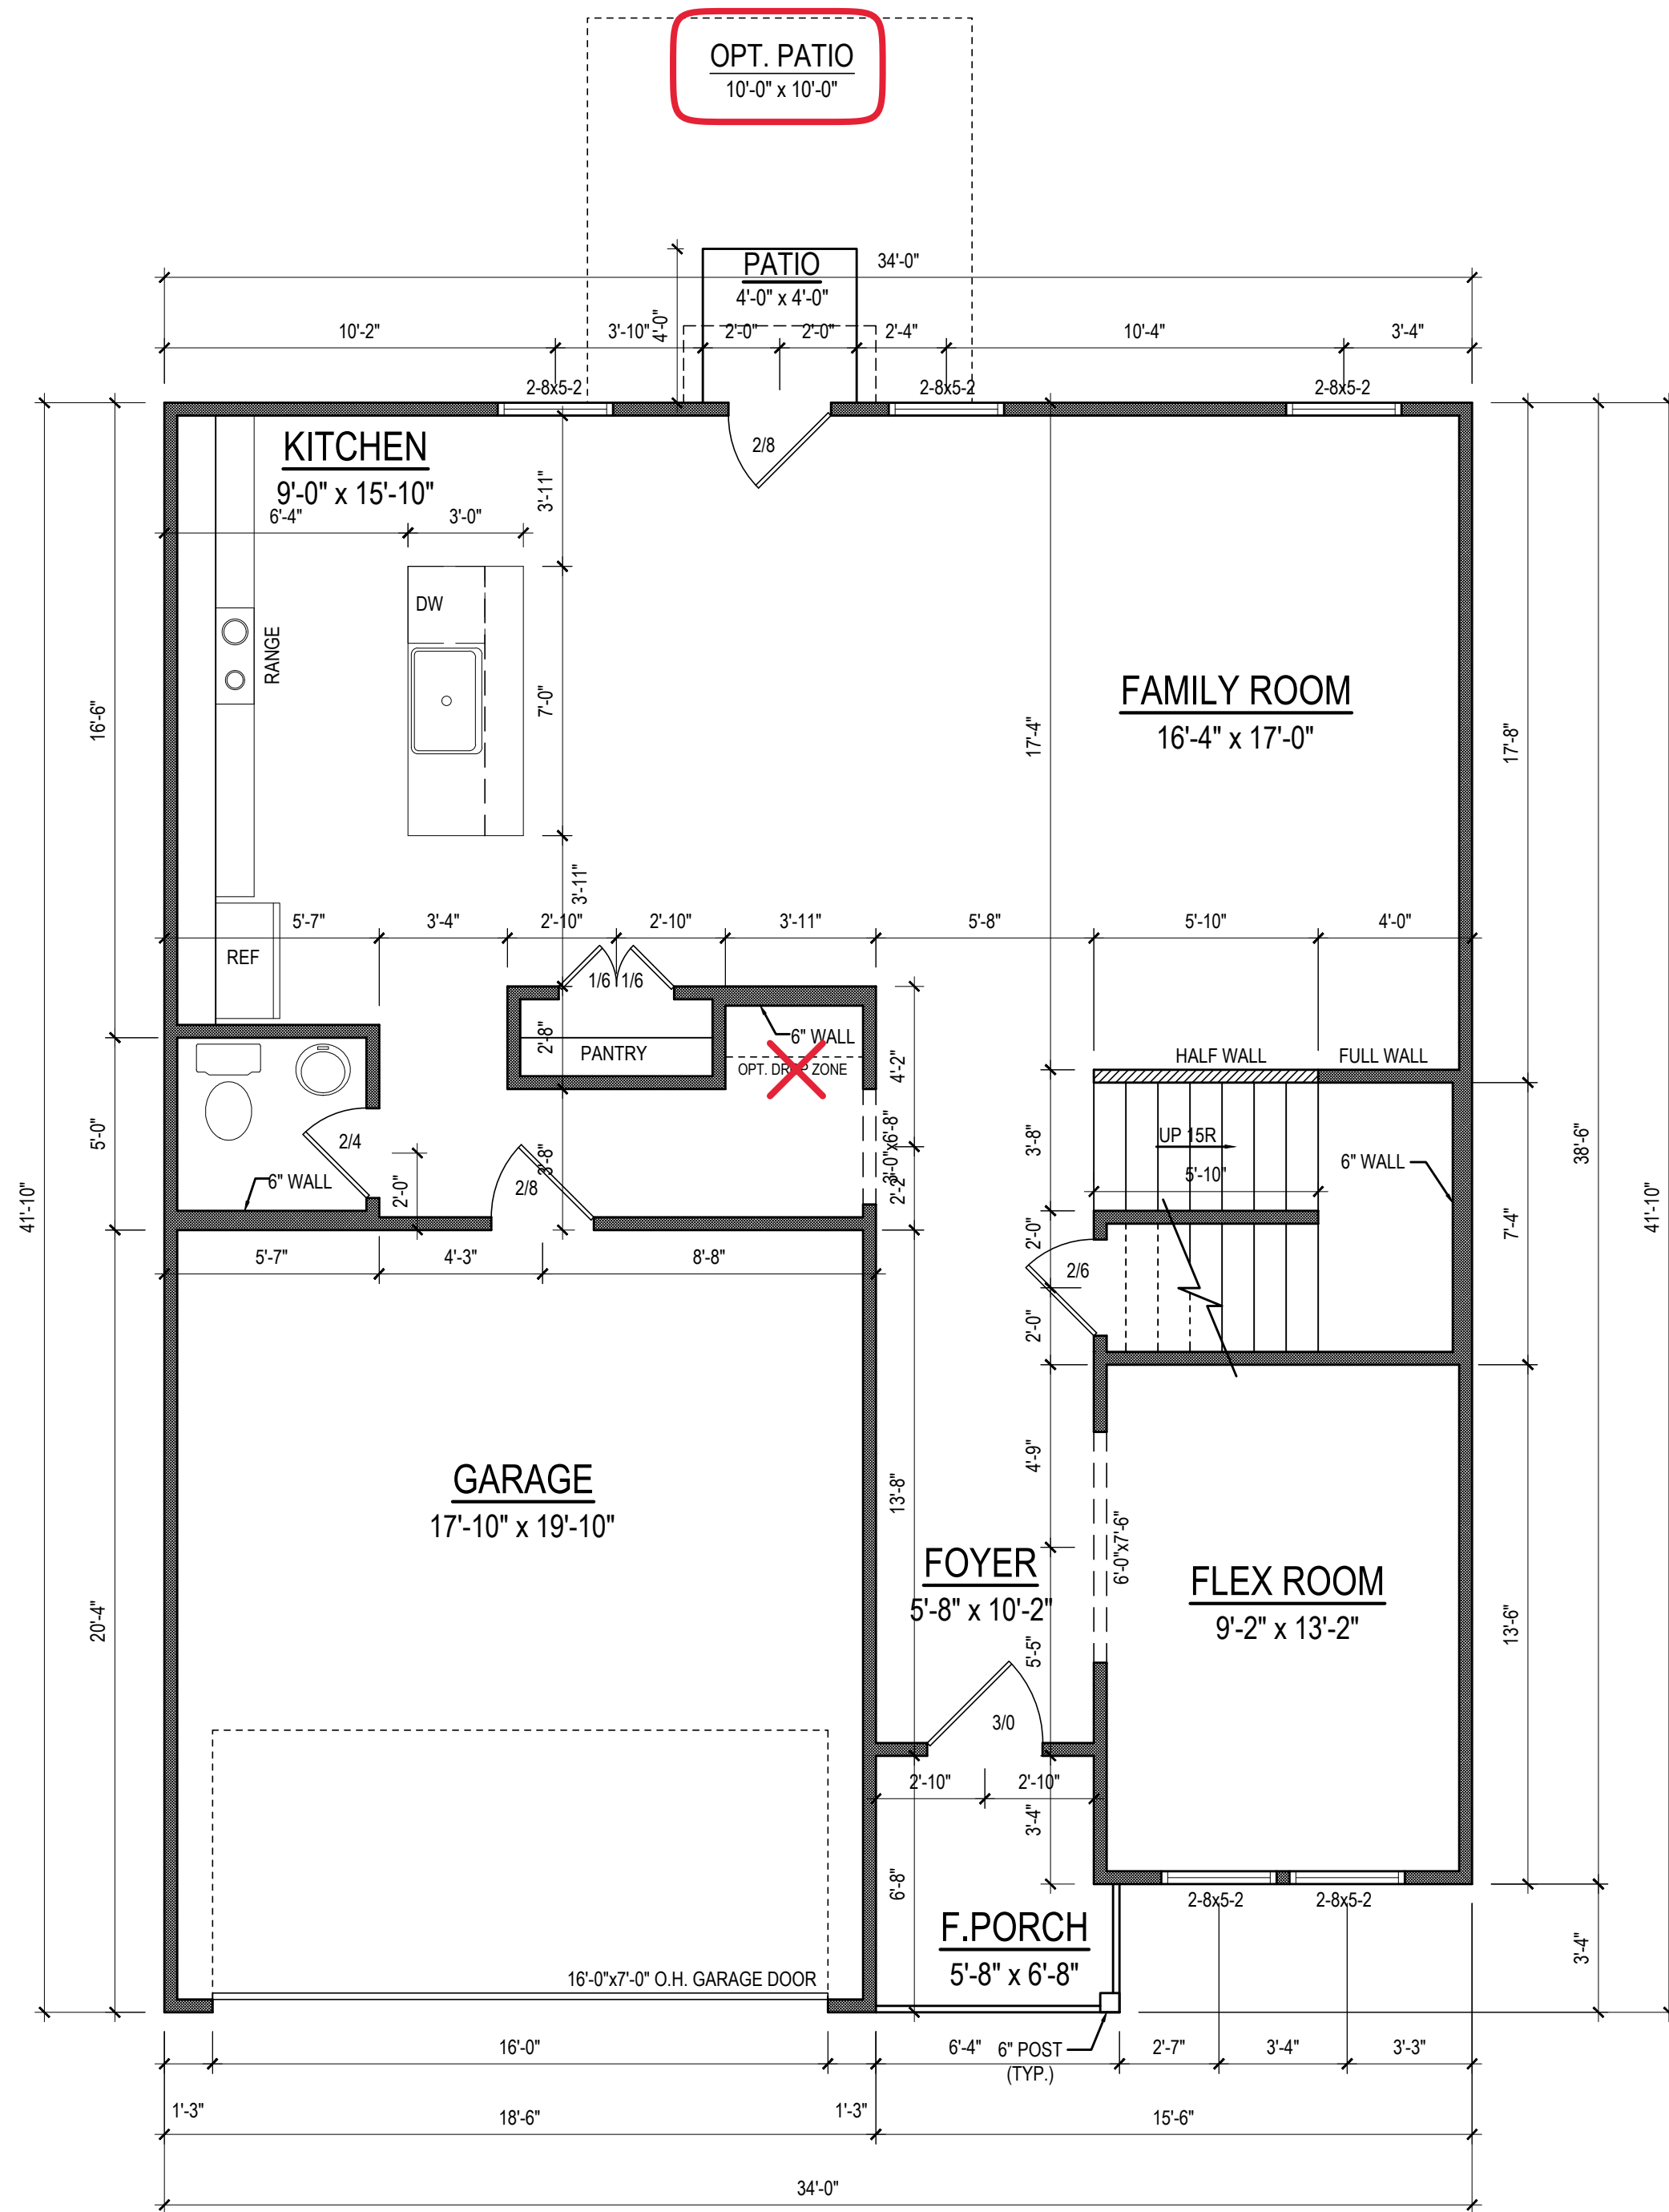 OPT. PATIO
10'-0" x 10'-0"
PATIO
4'-0" x 4'-0"
34'-0"
10'-2"
3'-10"
4'-0"
2'-0"
2'-0"
2'-4"
10'-4"
3'-4"
2-8x5-2
2-8x5-2
2-8x5-2
KITCHEN
9'-0" x 15'-10"
2/8
6'-4"
3'-0"
3'-11"
DW
RANGE
7'-0"
16'-6"
FAMILY ROOM
16'-4" x 17'-0"
17'-4"
17'-8"
3'-11"
5'-7"
3'-4"
2'-10"
2'-10"
3'-11"
5'-8"
5'-10"
4'-0"
REF
1/6
1/6
2'-8"
PANTRY
6" WALL
OPT. DROP ZONE
4'-2"
HALF WALL
FULL WALL
5'-0"
2/4
6" WALL
2'-0"
2/8
3'-8"
3'-0"x6'-8"
2'-2"
3'-8"
UP 15R
5'-10"
6" WALL
41'-10"
38'-6"
41'-10"
7'-4"
2'-0"
2/6
2'-0"
5'-7"
4'-3"
8'-8"
GARAGE
17'-10" x 19'-10"
13'-8"
4'-9"
6'-0"x7'-6"
FOYER
5'-8" x 10'-2"
FLEX ROOM
9'-2" x 13'-2"
20'-4"
5'-5"
13'-6"
3/0
2'-10"
2'-10"
3'-4"
6'-8"
2-8x5-2
2-8x5-2
F.PORCH
5'-8" x 6'-8"
3'-4"
16'-0"x7'-0" O.H. GARAGE DOOR
16'-0"
6'-4"
6" POST
(TYP.)
2'-7"
3'-4"
3'-3"
1'-3"
18'-6"
1'-3"
15'-6"
34'-0"